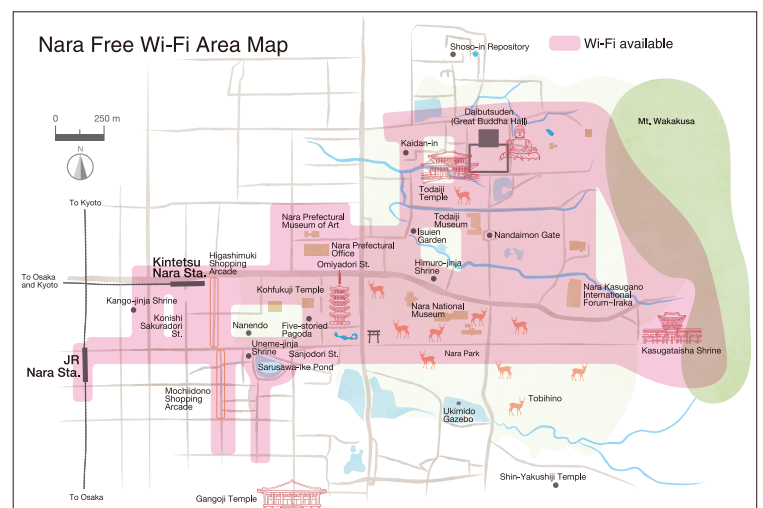 Nara Free Wi-Fi Area Map
Wi-Fi available
0 250 m
N
Shoso-in Repository
Daibutsuden
(Great Buddha Hall)
Mt. Wakakusa
Kaidan-in
Todaiji
Temple
To Kyoto
Nara Prefectural
Museum of Art
Todaiji
Museum
Isuien
Garden
Nandaimon Gate
Nara Prefectural
Office
Higashimuki
Shopping
Arcade
Kintetsu
Nara Sta.
Omiyadori St.
Himuro-jinja
Shrine
To Osaka
and Kyoto
Kango-jinja Shrine
Kohfukuji Temple
Nara Kasugano
International
Forum–Iraka
Konishi
Sakuradori
St.
Nara National
Museum
Nanendo
Five-storied
Pagoda
Uneme-jinja
Shrine
Sanjodori St.
Nara Park
Kasugataisha Shrine
JR
Nara Sta.
Sarusawa-ike Pond
Mochiidono
Shopping
Arcade
Tobihino
Ukimido
Gazebo
Shin-Yakushiji Temple
To Osaka
Gangoji Temple